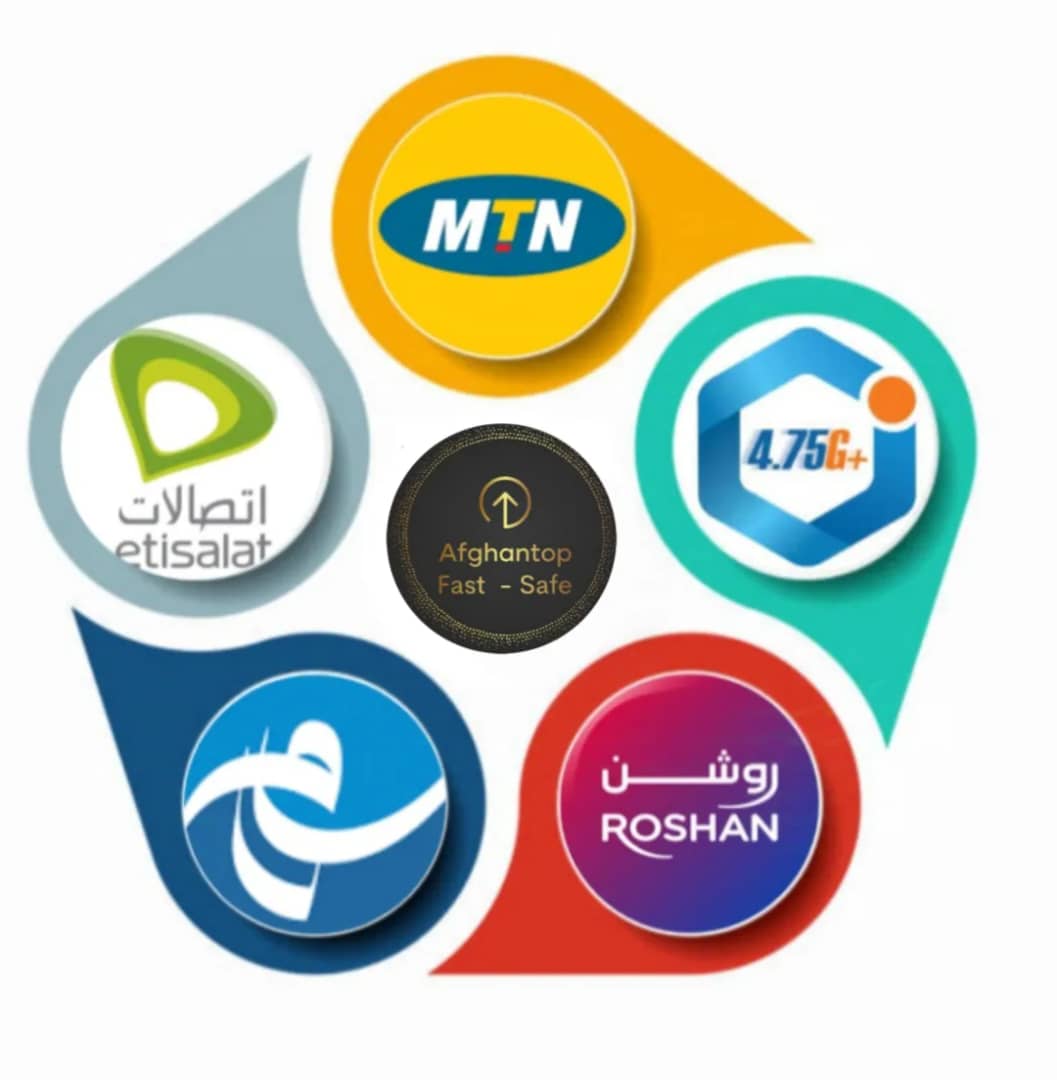 MTN
4.75G+
اتصالات
etisalat
Afghantop
Fast - Safe
روشن
ROSHAN